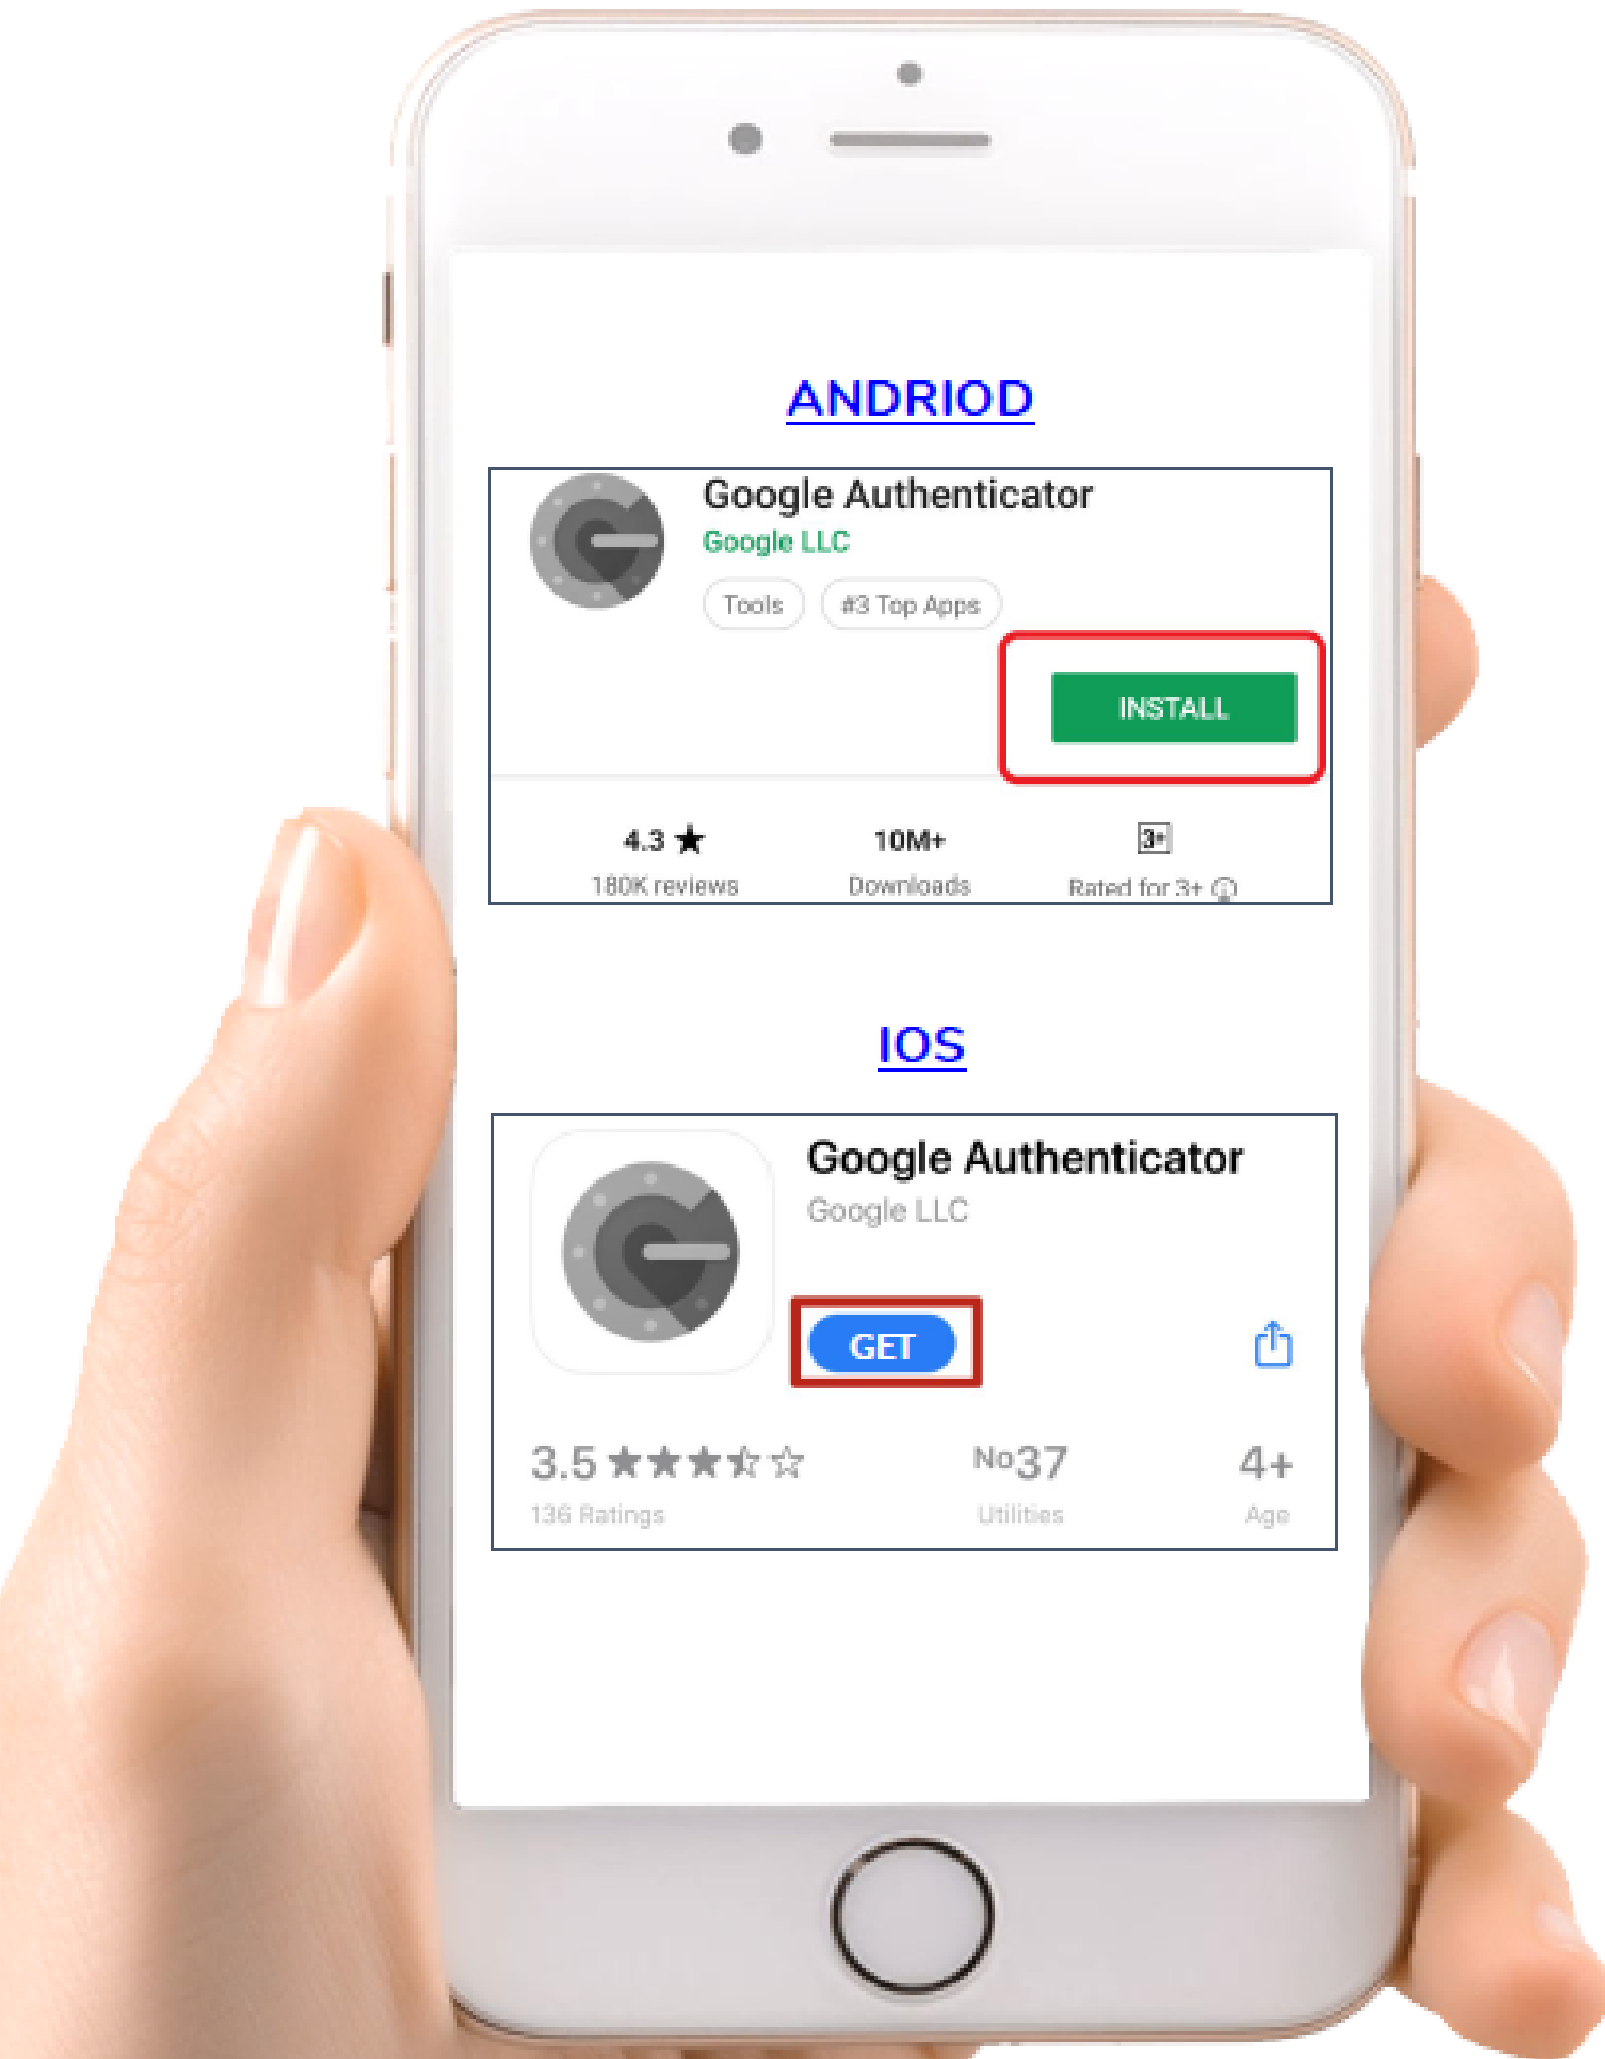 ANDRIOD
Google Authenticator
Google LLC
Tools #3 Top Apps
INSTALL
4.3 ★ 10M+ 3+
180K reviews Downloads Rated for 3+
IOS
Google Authenticator
Google LLC
GET
3.5 No37 4+
136 Ratings Utilities Age